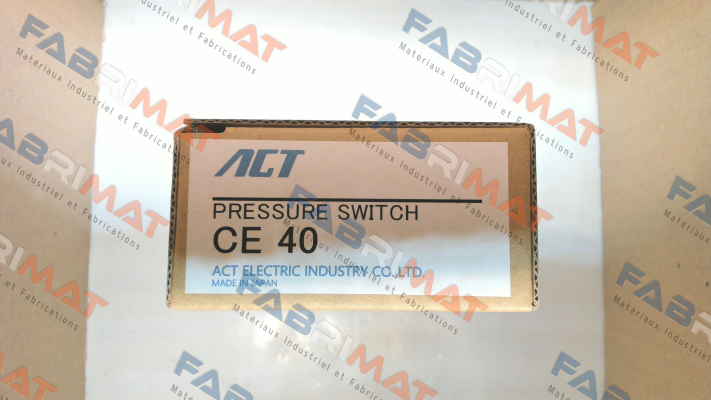 ACT
PRESSURE SWITCH
CE 40
ACT ELECTRIC INDUSTRY CO.,LTD.
MADE IN JAPAN
FABRIMAT
Matériaux Industriel et Fabrications